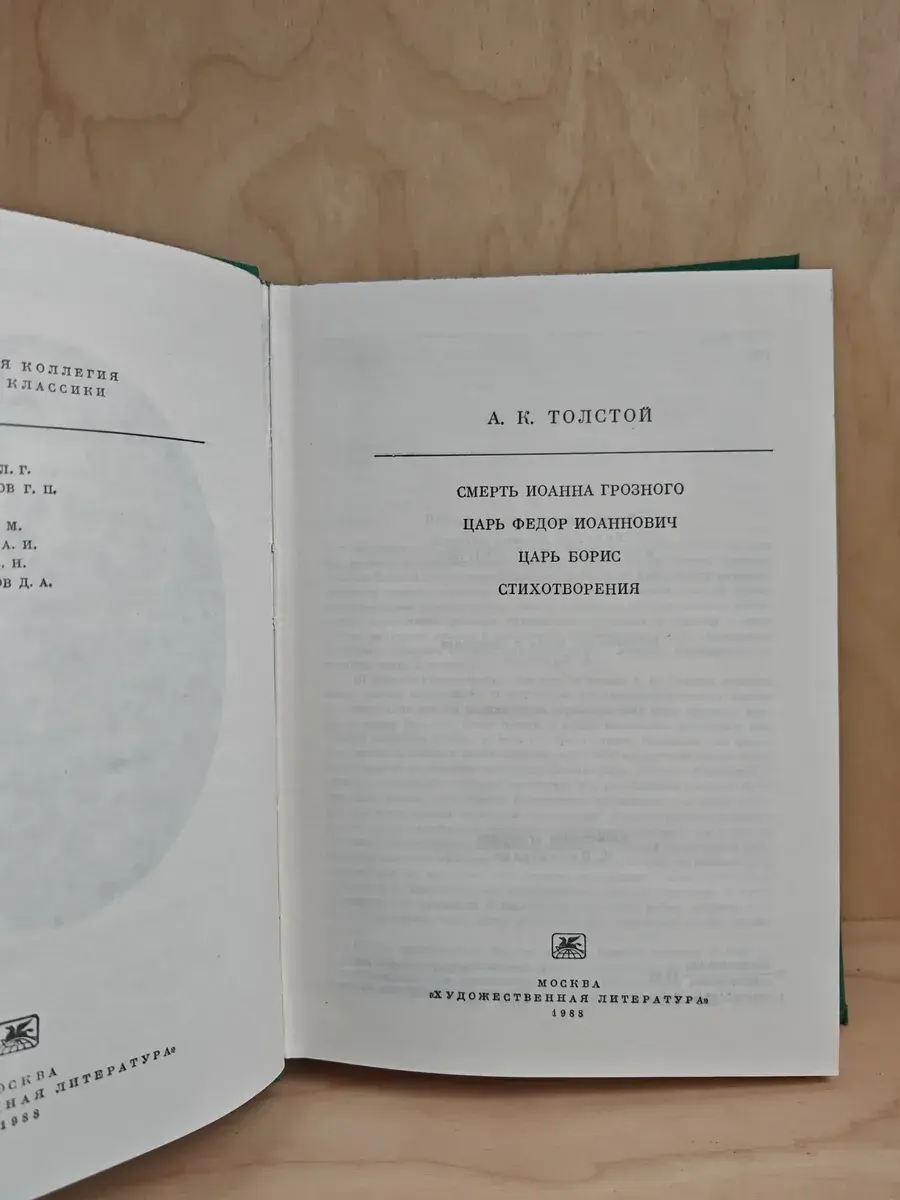 Я КОЛЛЕГИЯ
КЛАССИКИ
Л. Г.
ОВ Г. П.
М.
А. И.
. Н.
ОВ Д. А.
ОСКВА
НАЯ ЛИТЕРАТУРА»
1988
А. К. ТОЛСТОЙ
СМЕРТЬ ИОАННА ГРОЗНОГО
ЦАРЬ ФЕДОР ИОАННОВИЧ
ЦАРЬ БОРИС
СТИХОТВОРЕНИЯ
МОСКВА
«ХУДОЖЕСТВЕННАЯ ЛИТЕРАТУРА»
1988